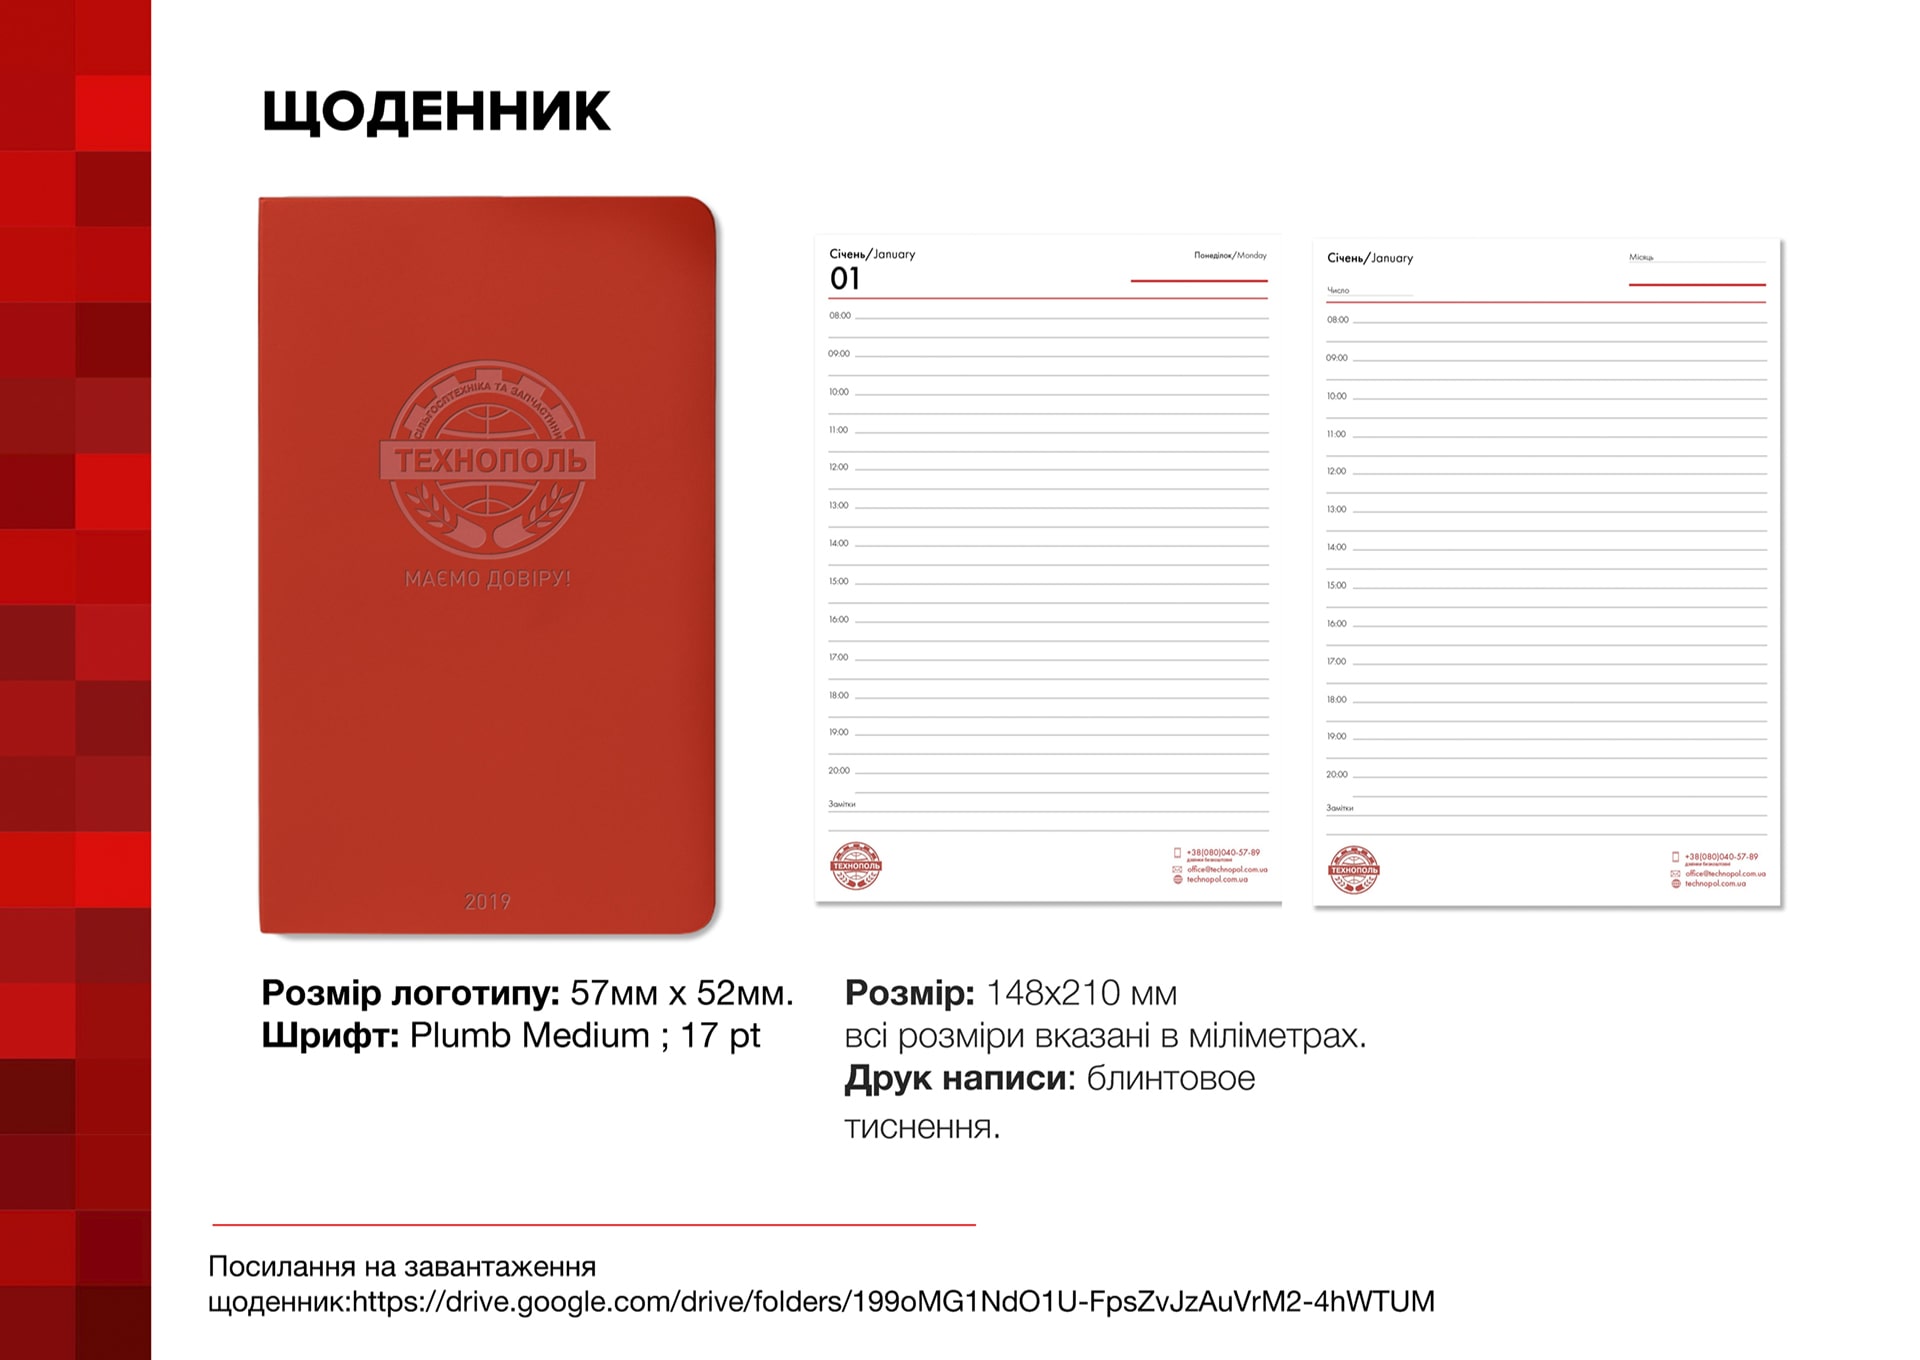 ЩОДЕННИК
СІЛЬГОСПТЕХНІКА ТА ЗАПЧАСТИНИ
ТЕХНОПОЛЬ
МАЄМО ДОВІРУ!
2019
Січень/January
Понеділок/Monday
01
08:00
09:00
10:00
11:00
12:00
13:00
14:00
15:00
16:00
17:00
18:00
19:00
20:00
Замітки
ТЕХНОПОЛЬ
+38(080)040-57-89
дзвінки безкоштовні
office@technopol.com.ua
technopol.com.ua
Січень/January
Місяць
Число
08:00
09:00
10:00
11:00
12:00
13:00
14:00
15:00
16:00
17:00
18:00
19:00
20:00
Замітки
ТЕХНОПОЛЬ
+38(080)040-57-89
дзвінки безкоштовні
office@technopol.com.ua
technopol.com.ua
Розмір логотипу: 57мм х 52мм.
Шрифт: Plumb Medium ; 17 pt
Розмір: 148х210 мм
всі розміри вказані в міліметрах.
Друк написи: блинтовое
тиснення.
Посилання на завантаження
щоденник:https://drive.google.com/drive/folders/199oMG1NdO1U-FpsZvJzAuVrM2-4hWTUM